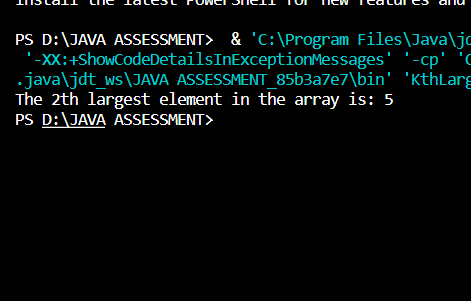 Install the latest PowerShell for new features and
PS D:\JAVA ASSESSMENT>  & 'C:\Program Files\Java\jd
'-XX:+ShowCodeDetailsInExceptionMessages' '-cp' 'C
.java\jdt_ws\JAVA ASSESSMENT_85b3a7e7\bin' 'KthLarg
The 2th largest element in the array is: 5
PS D:\JAVA ASSESSMENT>